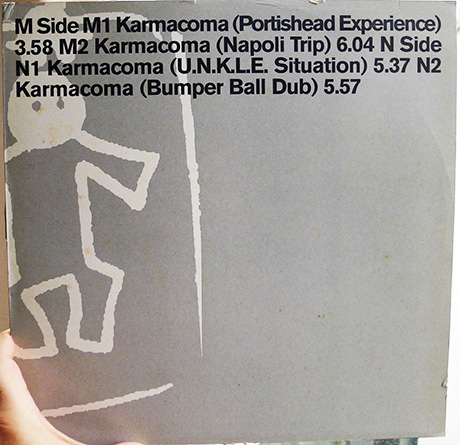 M Side M1 Karmacoma (Portishead Experience)
3.58 M2 Karmacoma (Napoli Trip) 6.04 N Side
N1 Karmacoma (U.N.K.L.E. Situation) 5.37 N2
Karmacoma (Bumper Ball Dub) 5.57